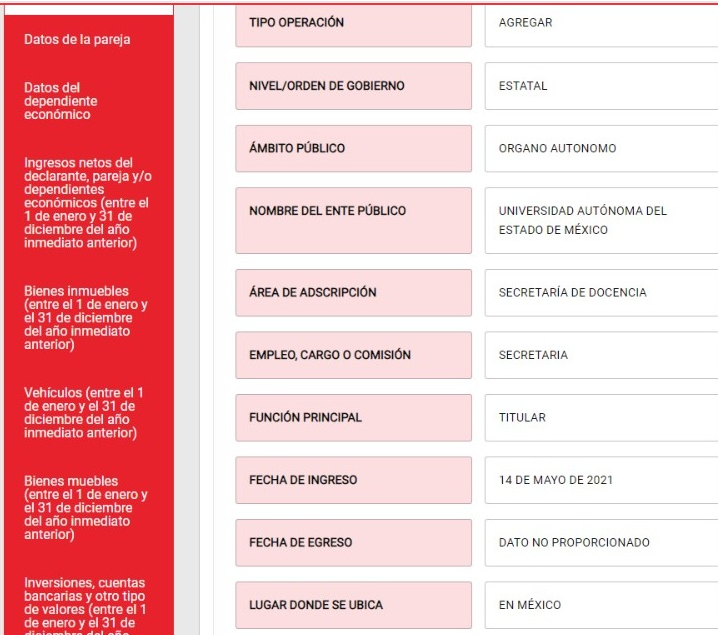 Datos de la pareja
Datos del
dependiente
económico
Ingresos netos del
declarante, pareja y/o
dependientes
económicos (entre el
1 de enero y 31 de
diciembre del año
inmediato anterior)
Bienes inmuebles
(entre el 1 de enero y
el 31 de diciembre
del año inmediato
anterior)
Vehículos (entre el 1
de enero y el 31 de
diciembre del año
inmediato anterior)
Bienes muebles
(entre el 1 de enero y
el 31 de diciembre
del año inmediato
anterior)
Inversiones, cuentas
bancarias y otro tipo
de valores (entre el 1
de enero y el 31 de
diciembre del año
TIPO OPERACIÓN AGREGAR
NIVEL/ORDEN DE GOBIERNO ESTATAL
ÁMBITO PÚBLICO ORGANO AUTONOMO
NOMBRE DEL ENTE PÚBLICO UNIVERSIDAD AUTÓNOMA DEL
ESTADO DE MÉXICO
ÁREA DE ADSCRIPCIÓN SECRETARÍA DE DOCENCIA
EMPLEO, CARGO O COMISIÓN SECRETARIA
FUNCIÓN PRINCIPAL TITULAR
FECHA DE INGRESO 14 DE MAYO DE 2021
FECHA DE EGRESO DATO NO PROPORCIONADO
LUGAR DONDE SE UBICA EN MÉXICO